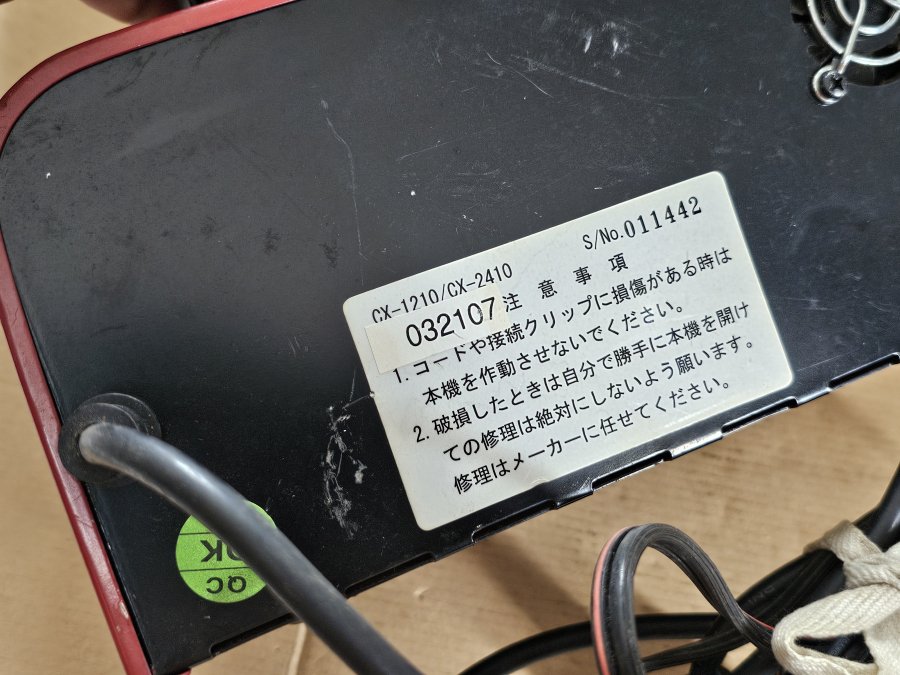 CX-1210/CX-2410 S/No.011442
032107
注意事項
1. コードや接続クリップに損傷がある時は
本機を作動させないでください。
2. 破損したときは自分で勝手に本機を開け
ての修理は絶対にしないよう願います。
修理はメーカーに任せてください。
QC
OK